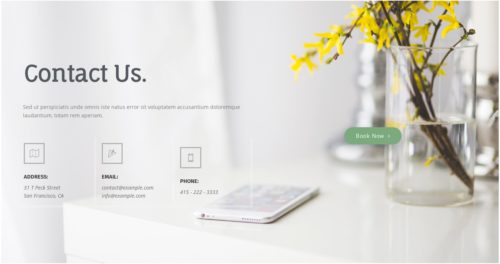 Contact Us.
Sed ut perspiciatis unde omnis iste natus error sit voluptatem accusantium doloremque
laudantium, totam rem aperiam.
Book Now >
ADDRESS:
31 T Pedi Street
San Francisco, CA
EMAIL:
contact@example.com
info@example.com
PHONE:
415 - 222 - 3333